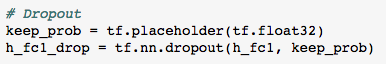 # Dropout
keep_prob = tf.placeholder(tf.float32)
h_fc1_drop = tf.nn.dropout(h_fc1, keep_prob)